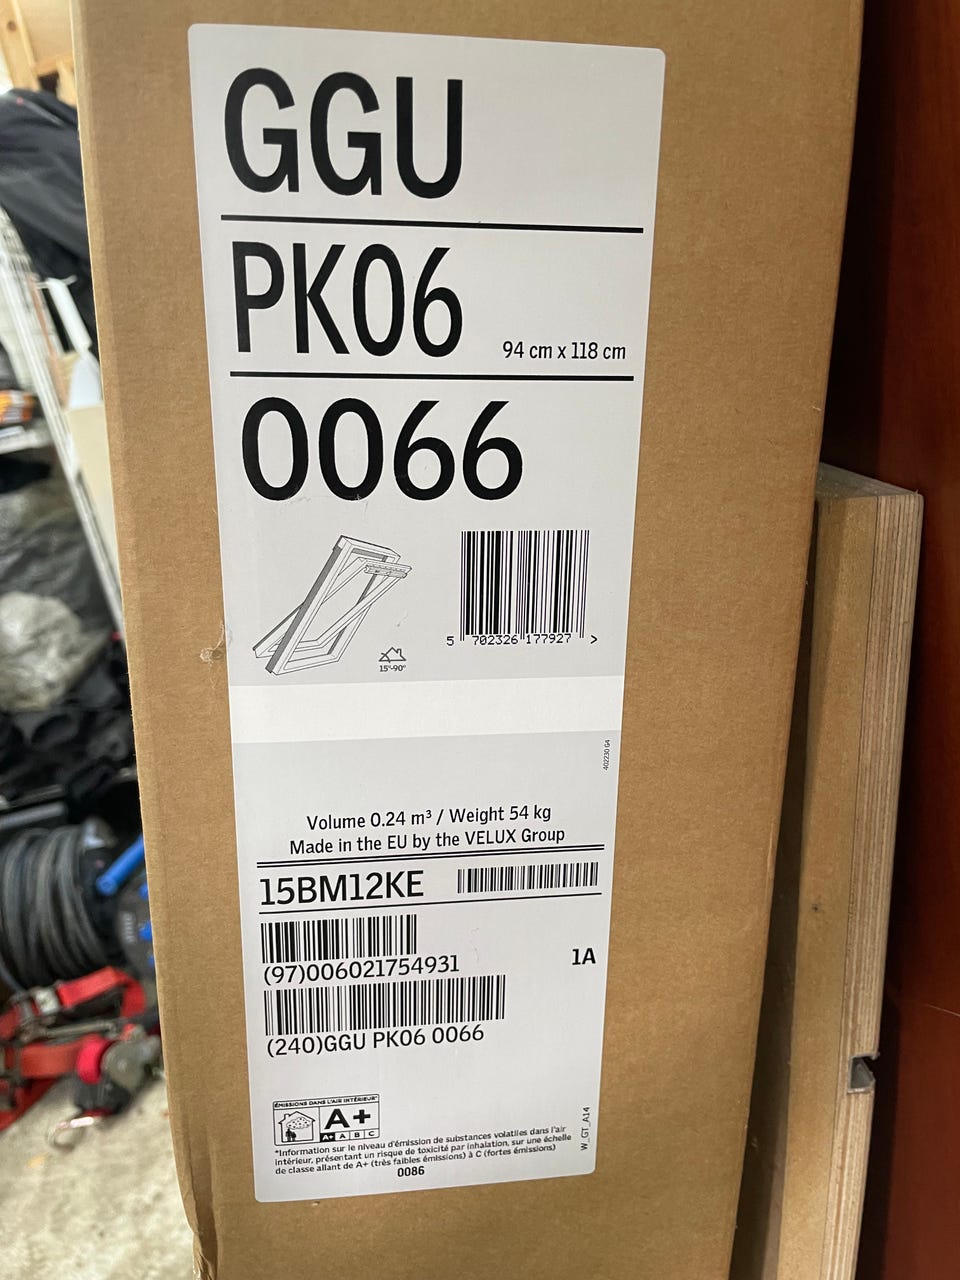 GGU
PK06
94 cm x 118 cm
0066
15°-90°
5 702326 177927 >
402230 G4
Volume 0.24 m³ / Weight 54 kg
Made in the EU by the VELUX Group
15BM12KE
(97)006021754931
1A
(240)GGU PK06 0066
ÉMISSIONS DANS L'AIR INTÉRIEUR*
A+
A+ A B C
*Information sur le niveau d'émission de substances volatiles dans l'air
intérieur, présentant un risque de toxicité par inhalation, sur une échelle
de classe allant de A+ (très faibles émissions) à C (fortes émissions)
0086
W_GT_A14